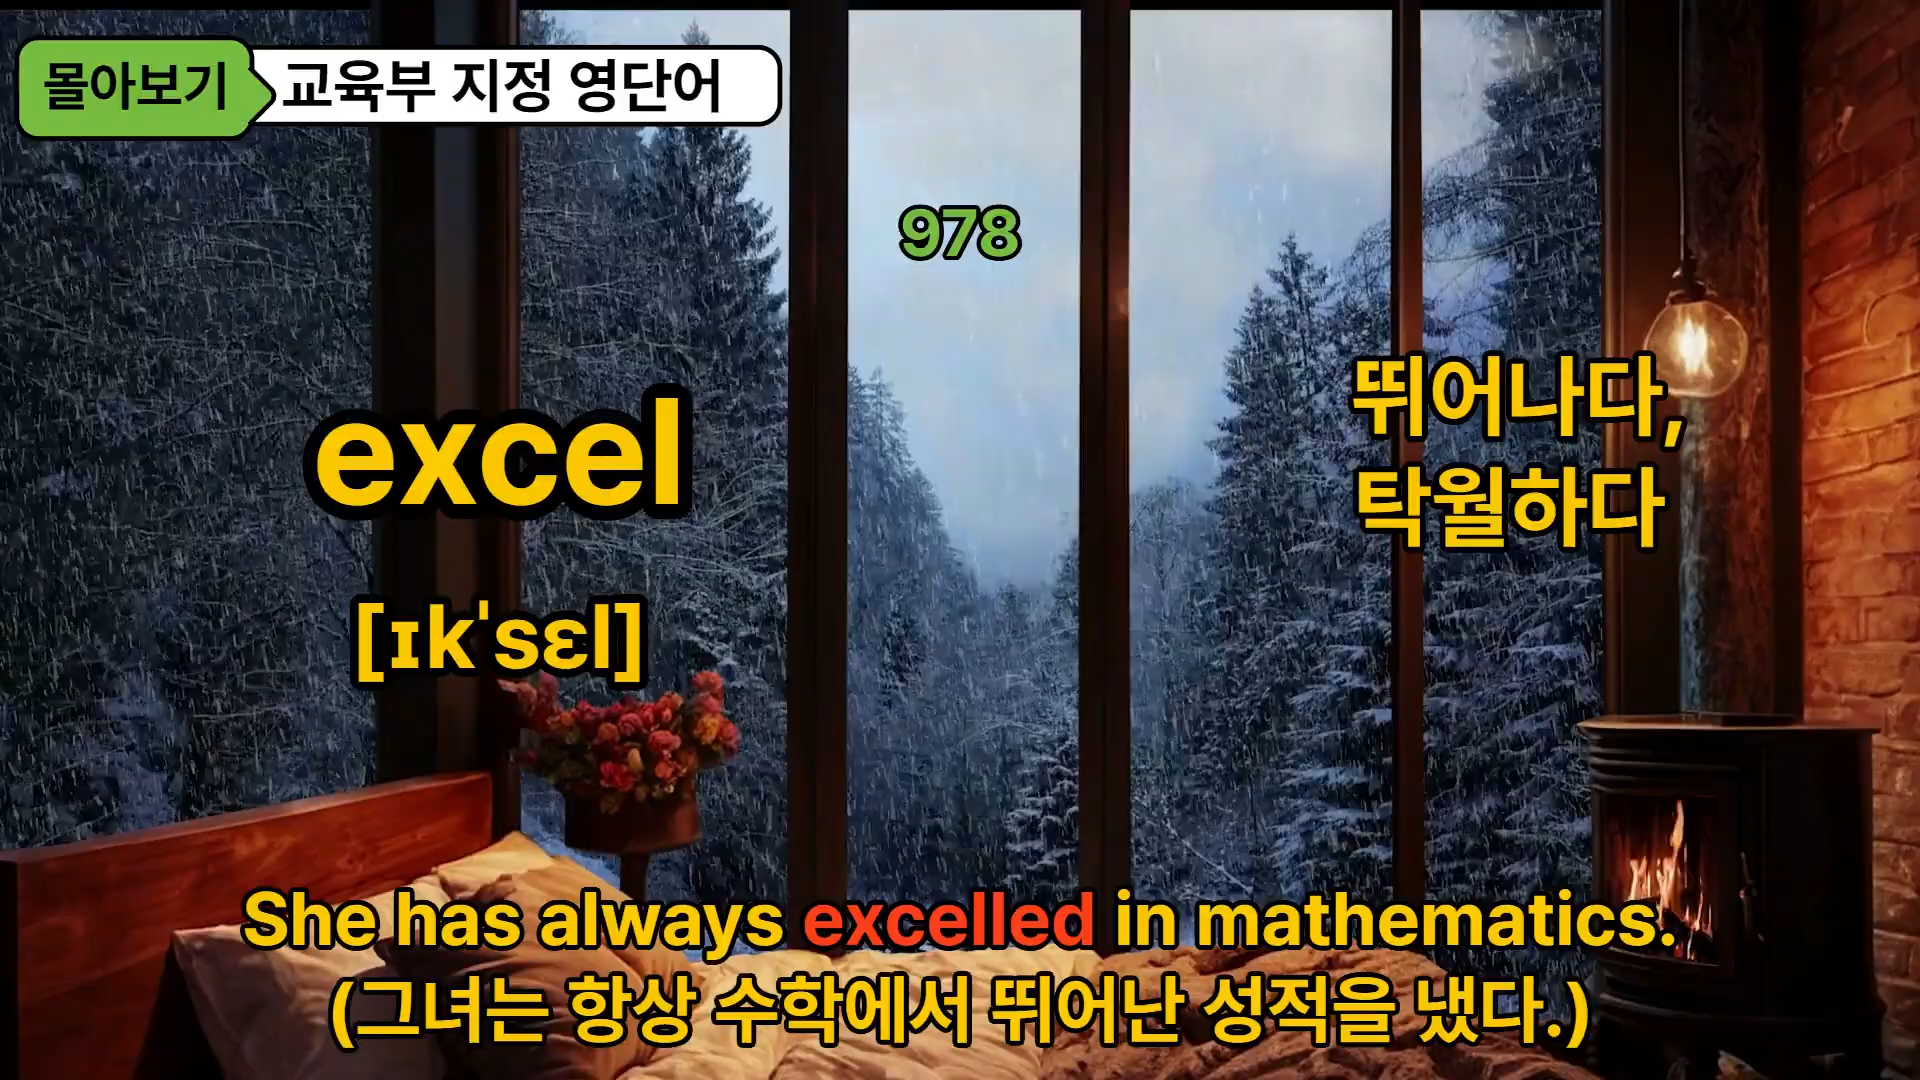 몰아보기 교육부 지정 영단어
978
excel
[ɪkˈsɛl]
뛰어나다,
탁월하다
She has always excelled in mathematics.
(그녀는 항상 수학에서 뛰어난 성적을 냈다.)